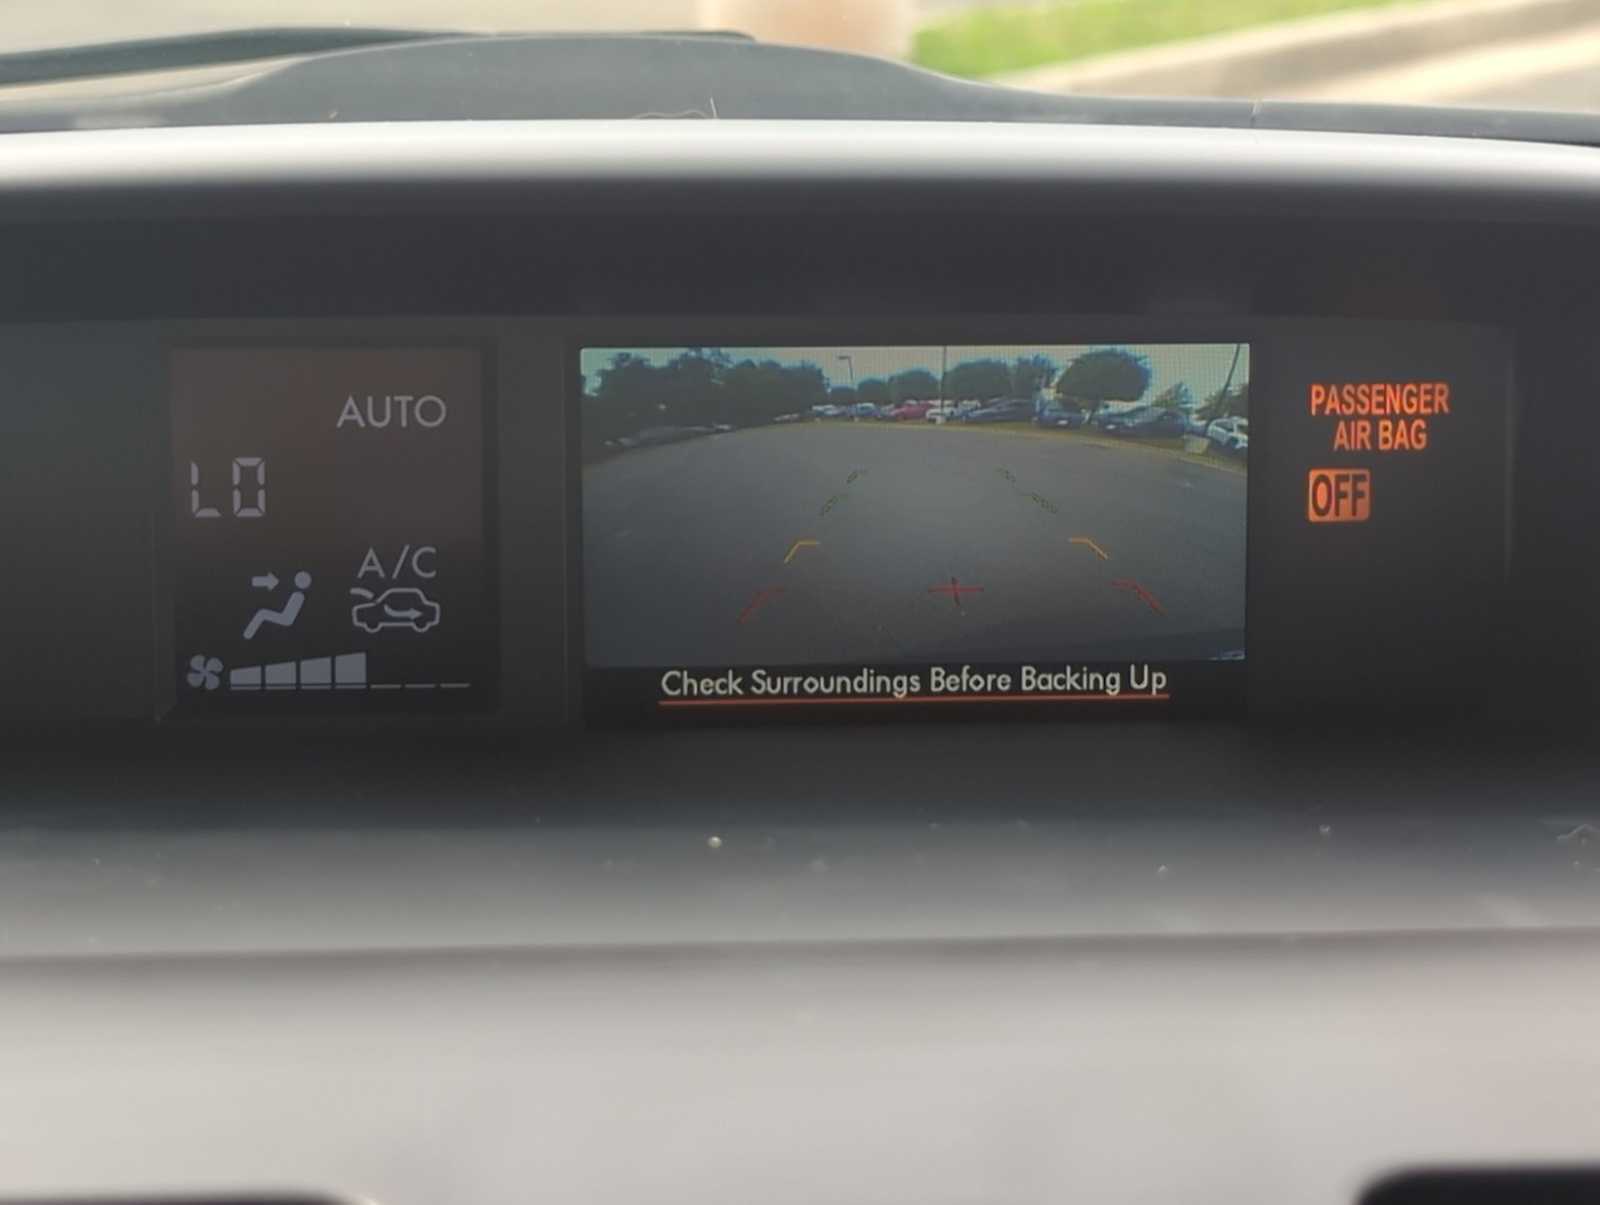 AUTO
LO
A/C
Check Surroundings Before Backing Up
PASSENGER
AIR BAG
OFF